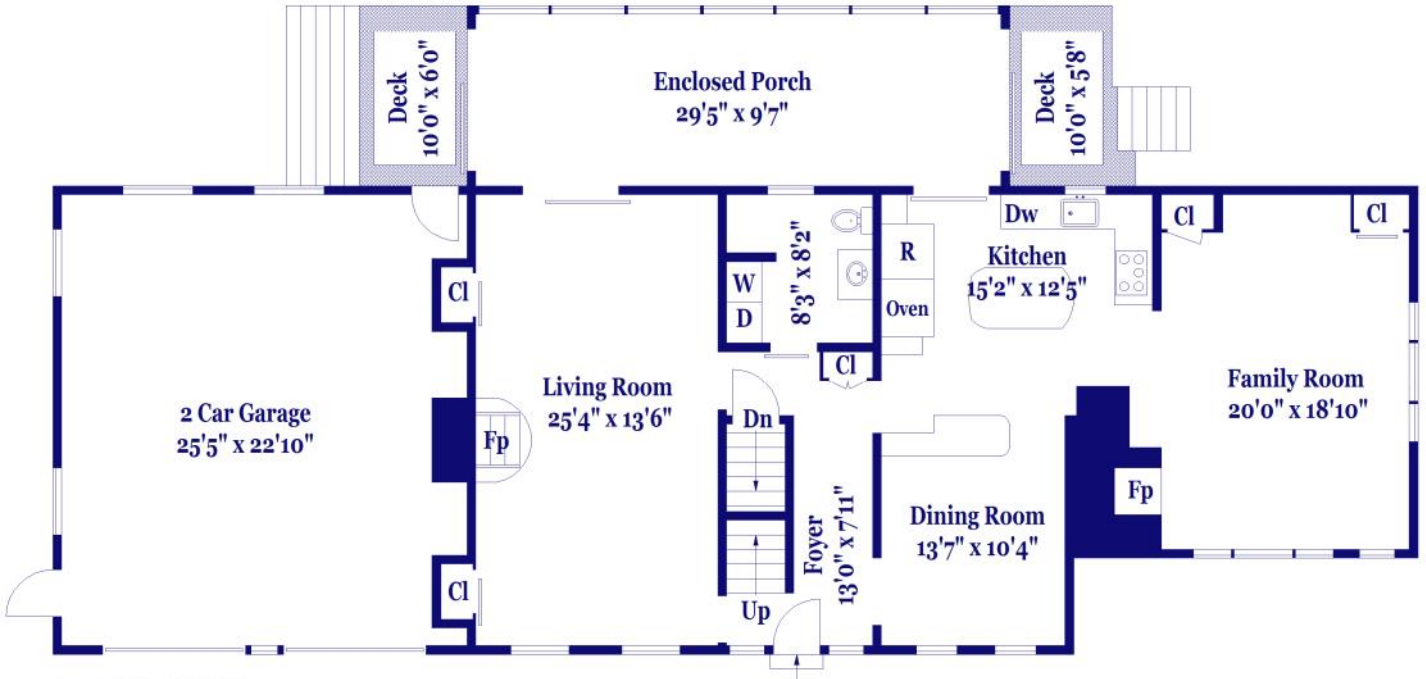 Deck
10'0" x 6'0"
Enclosed Porch
29'5" x 9'7"
Deck
10'0" x 5'8"
Cl
W
D
8'3" x 8'2"
R
Oven
Dw
Kitchen
15'2" x 12'5"
Cl
Cl
2 Car Garage
25'5" x 22'10"
Living Room
25'4" x 13'6"
Fp
Cl
Dn
Family Room
20'0" x 18'10"
Fp
Dining Room
13'7" x 10'4"
Foyer
13'0" x 7'11"
Cl
Up